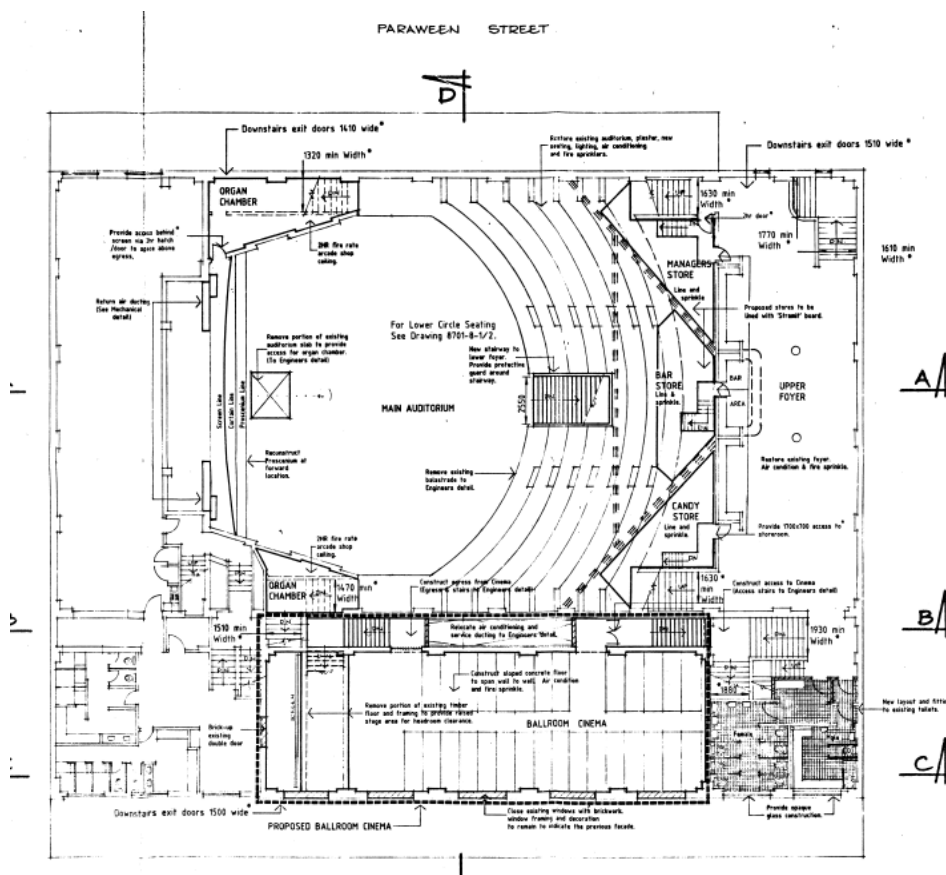 PARAWEEN STREET
D
Downstairs exit doors 1410 wide*
1320 min Width*
Restore existing auditorium, plaster, new
seating, lighting, air conditioning
and fire sprinklers.
Downstairs exit doors 1510 wide*
ORGAN
CHAMBER
1630 min
Width*
2hr door*
Provide access behind
screen via 2hr hatch
/door to space above
egress.
2HR fire rate
arcade shop
ceiling.
1770 min
Width*
1610 min
Width*
MANAGERS
STORE
Line and
sprinkle
Return air ducting
(See Mechanical
detail)
Proposed stores to be
lined with 'Stramit' board.
For Lower Circle Seating
See Drawing 8701-8-1/2.
Remove portion of existing
auditorium slab to provide
access for organ chamber.
(To Engineers detail)
New stairway to
lower foyer.
Provide protective
guard around
stairway.
BAR
STORE
Line &
sprinkle.
BAR
AREA
UPPER
FOYER
A
Screen Line
Curtain Line
Proscenium Line
MAIN AUDITORIUM
2550
DN
Reconstruct
Proscenium at
forward
location.
Remove existing
balustrade to
Engineers detail.
Restore existing foyer.
Air condition & fire sprinkle.
CANDY
STORE
Line and
sprinkle.
Provide 1700x700 access to
storeroom.
2HR fire rate
arcade shop
ceiling.
ORGAN
CHAMBER
1470 min
Width
Construct egress from Cinema
(Egress & stairs to Engineers detail)
1630
min
Width
Construct access to Cinema
(Access stairs to Engineers detail)
B
1510 min
Width
Relocate air conditioning and
service ducting to Engineers detail.
1930 min
Width
Construct sloped concrete floor
to span wall to wall. Air condition
and fire sprinkle.
1880
SCREEN
Remove portion of existing timber
floor and framing to provide raised
stage area for headroom clearance.
BALLROOM CINEMA
New layout and fitti
to existing toilets.
Brick-up
existing
double door
Female
C
Downstairs exit doors 1500 wide*
PROPOSED BALLROOM CINEMA
Close existing windows with brickwork,
window framing and decoration
to remain to indicate the previous facade.
Provide opaque
glass construction.